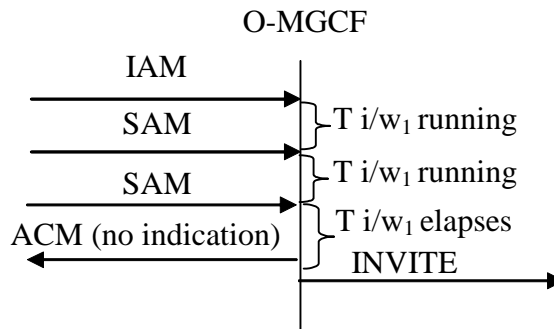 O-MGCF
IAM
T i/w₁ running
SAM
T i/w₁ running
SAM
T i/w₁ elapses
ACM (no indication)
INVITE